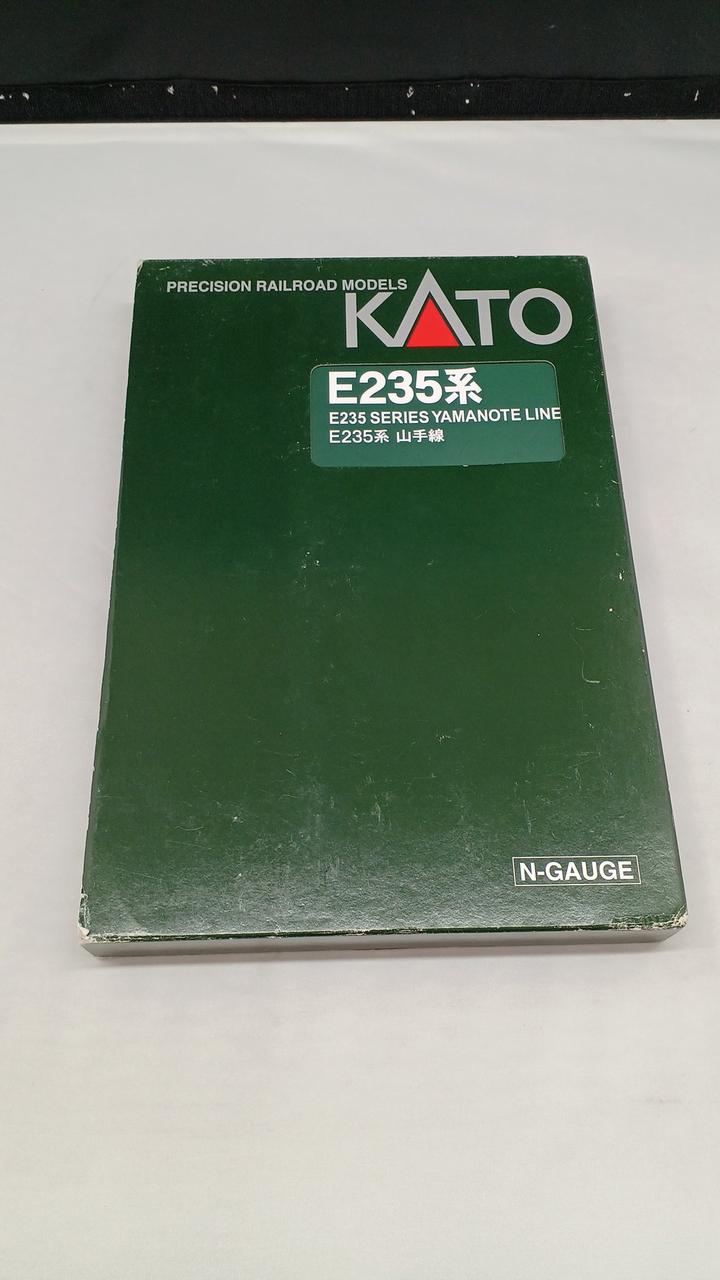 PRECISION RAILROAD MODELS
KATO
E235系
E235 SERIES YAMANOTE LINE
E235系 山手線
N-GAUGE